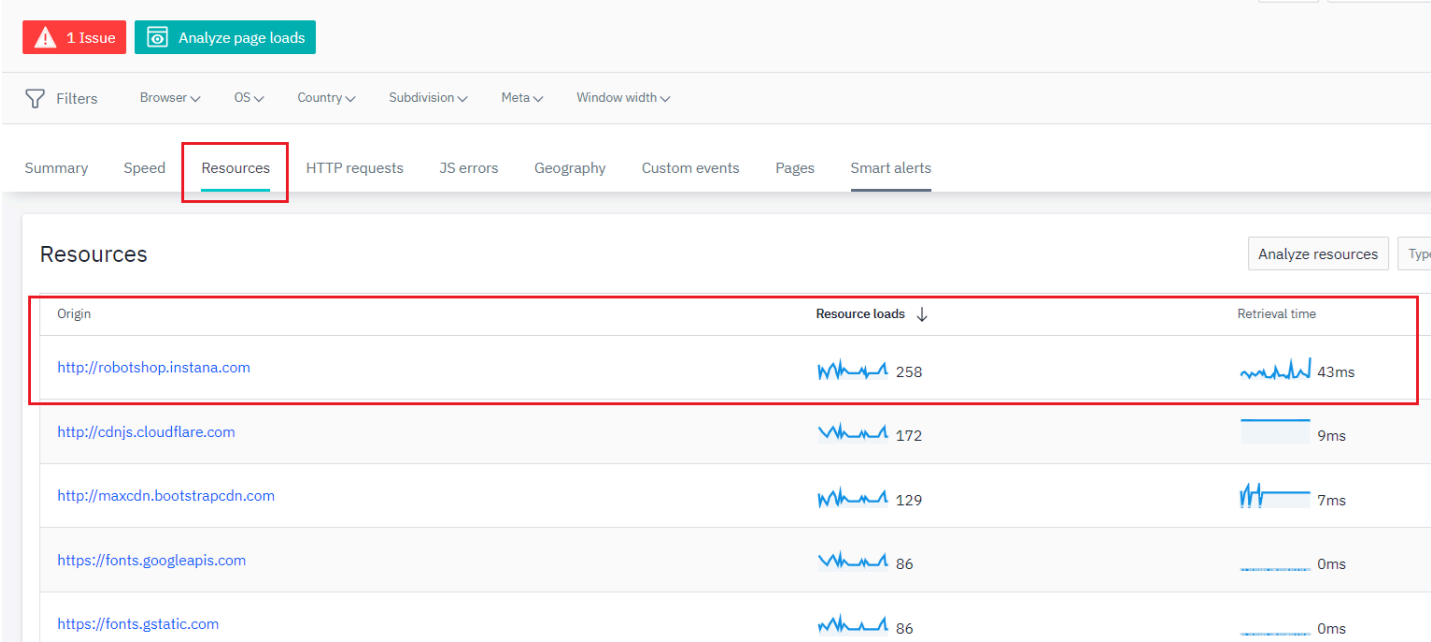 1 Issue Analyze page loads
Filters Browser OS Country Subdivision Meta Window width
Summary Speed Resources HTTP requests JS errors Geography Custom events Pages Smart alerts
Resources Analyze resources
Origin Resource loads Retrieval time
http://robotshop.instana.com 258 43ms
http://cdnjs.cloudflare.com 172 9ms
http://maxcdn.bootstrapcdn.com 129 7ms
https://fonts.googleapis.com 86 0ms
https://fonts.gstatic.com 86 0ms